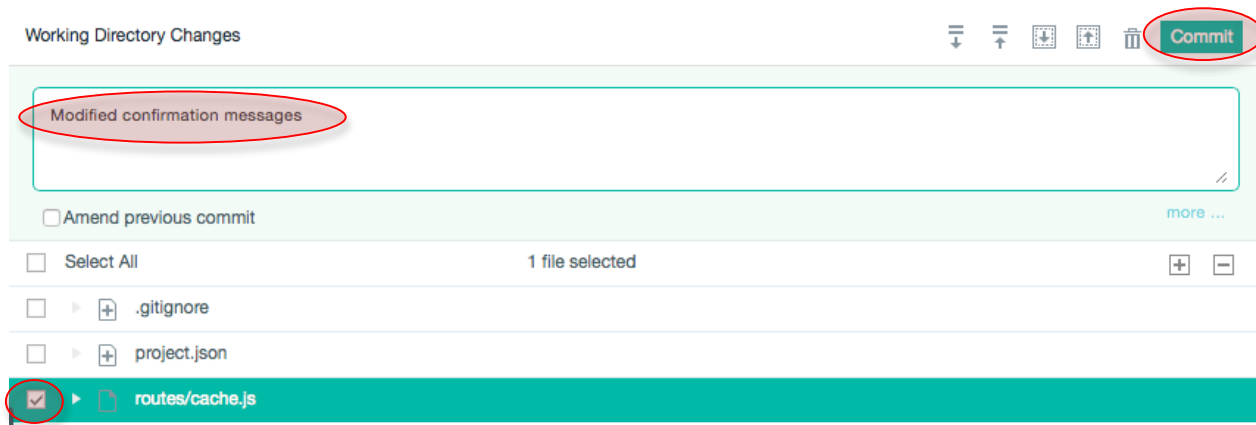 Working Directory Changes
Commit
Modified confirmation messages
Amend previous commit
more ...
Select All
1 file selected
.gitignore
project.json
routes/cache.js